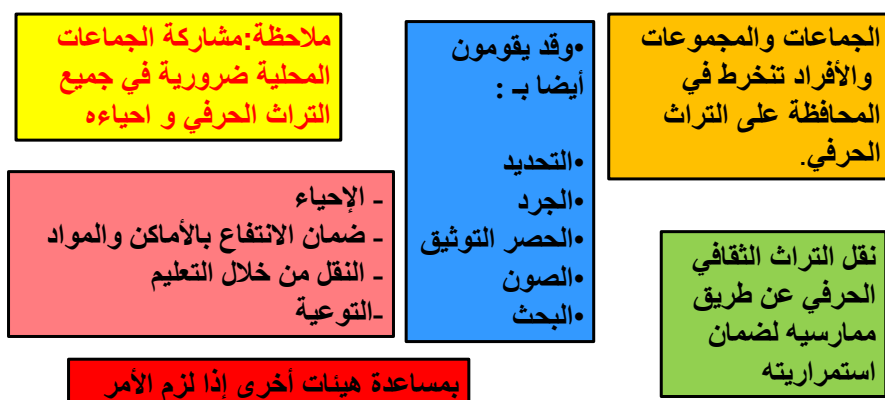 الجماعات والمجموعات
والأفراد تنخرط في
المحافظة على التراث
الحرفي.
نقل التراث الثقافي
الحرفي عن طريق
ممارسيه لضمان
استمراريته
•وقد يقومون
أيضا بـ :
•التحديد
•الجرد
•الحصر التوثيق
•الصون
•البحث
ملاحظة:مشاركة الجماعات
المحلية ضرورية في جميع
التراث الحرفي و احياءه
- الإحياء
- ضمان الانتفاع بالأماكن والمواد
- النقل من خلال التعليم
-التوعية
بمساعدة هيئات أخرى إذا لزم الأمر